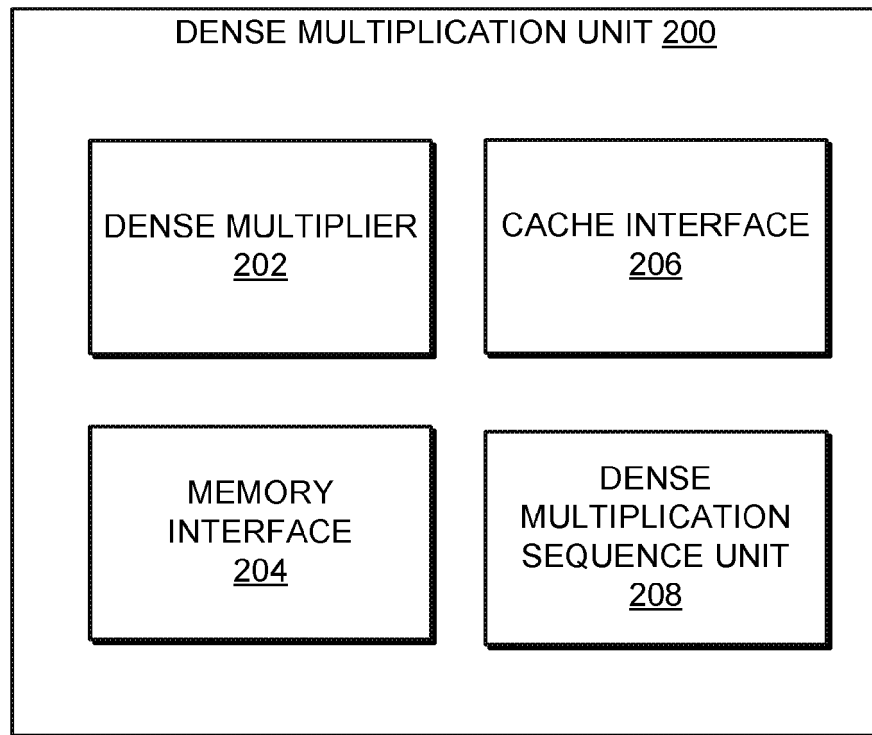 DENSE MULTIPLICATION UNIT 200
DENSE MULTIPLIER
202
CACHE INTERFACE
206
MEMORY
INTERFACE
204
DENSE
MULTIPLICATION
SEQUENCE UNIT
208